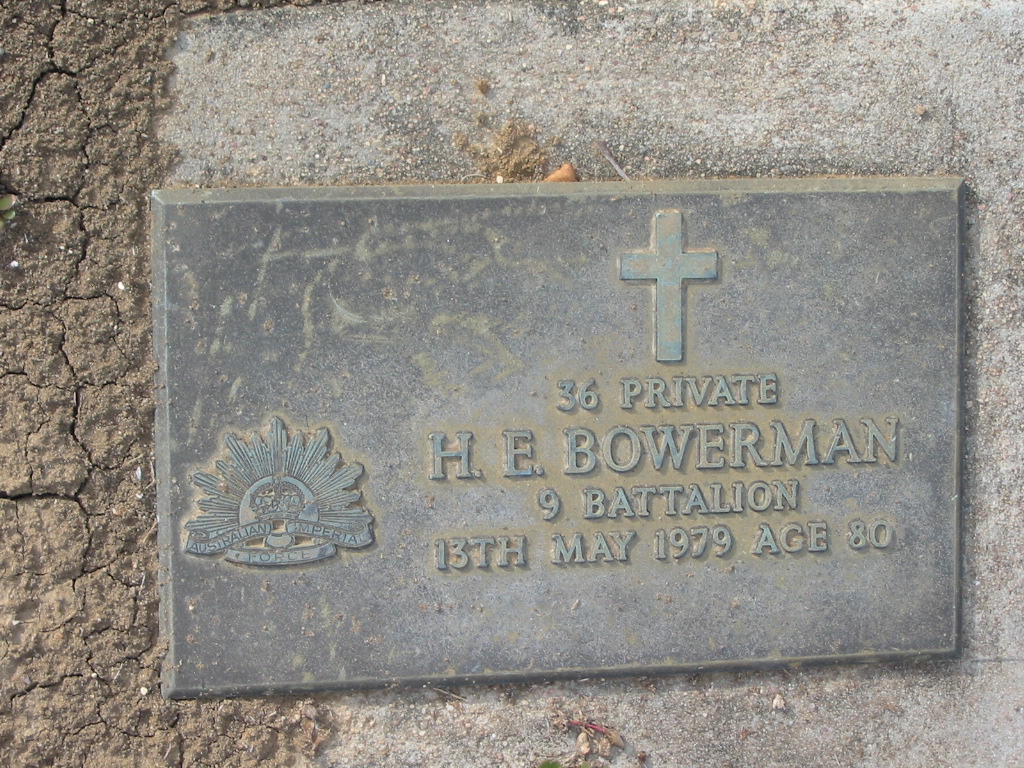 36 PRIVATE
H. E. BOWERMAN
9 BATTALION
13TH MAY 1979 AGE 80
AUSTRALIAN IMPERIAL
FORCE